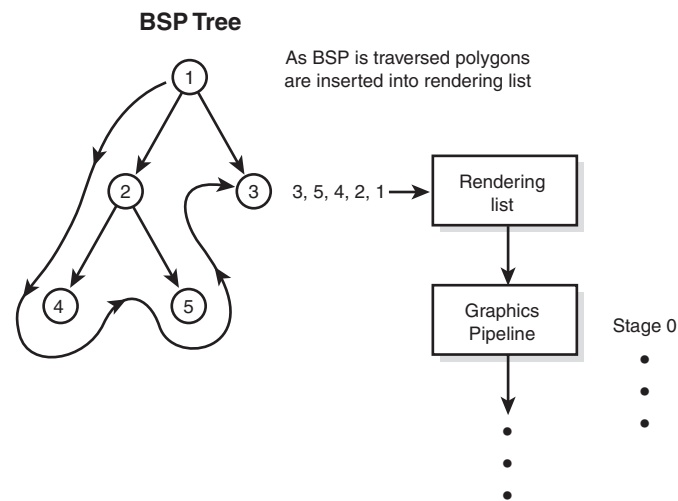 BSP Tree
As BSP is traversed polygons
are inserted into rendering list
1
2
3
3, 5, 4, 2, 1
Rendering
list
4
5
Graphics
Pipeline
Stage 0